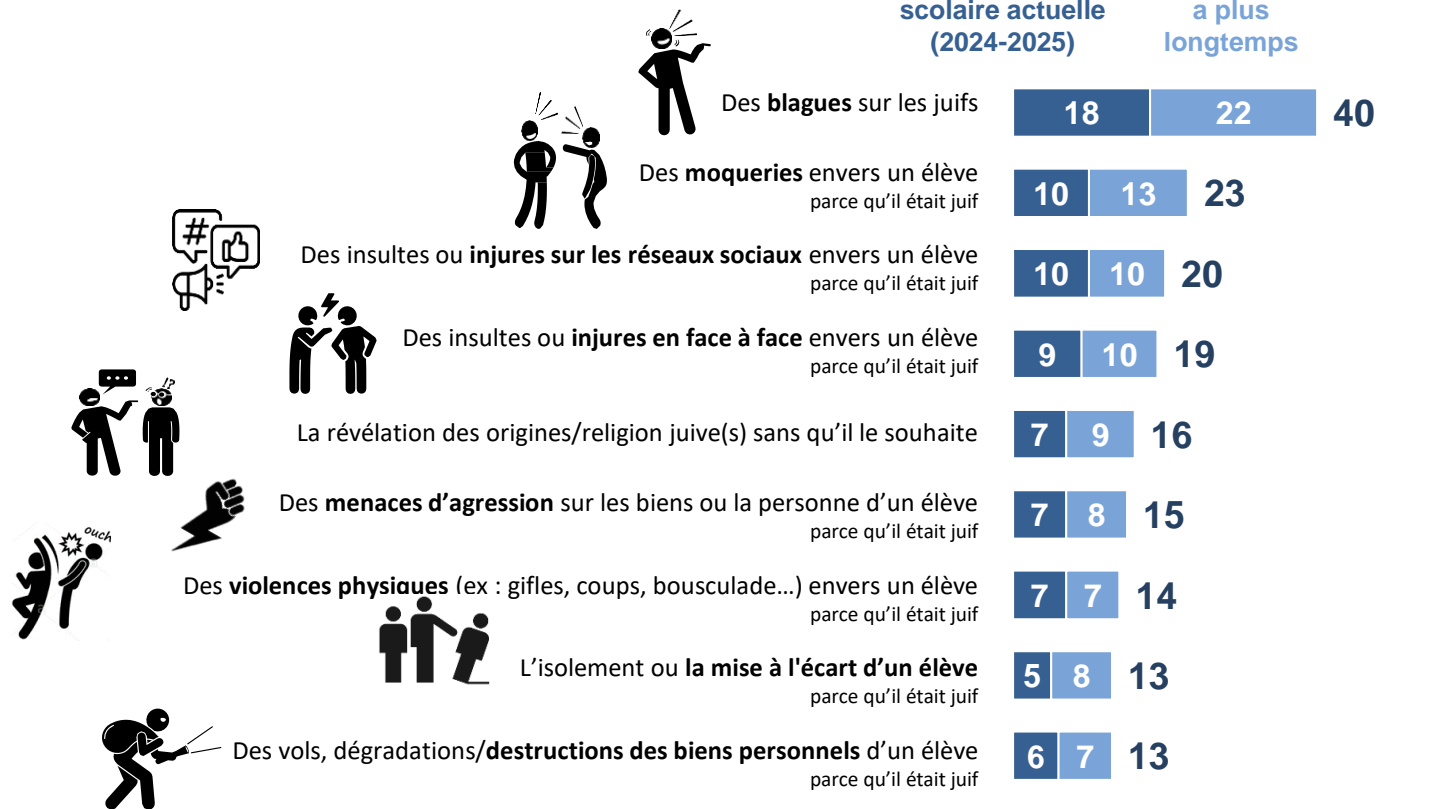 scolaire actuelle
(2024-2025)
a plus
longtemps
Des blagues sur les juifs
18 22 40
Des moqueries envers un élève
parce qu'il était juif
10 13 23
#
Des insultes ou injures sur les réseaux sociaux envers un élève
parce qu'il était juif
10 10 20
Des insultes ou injures en face à face envers un élève
parce qu'il était juif
9 10 19
!?
La révélation des origines/religion juive(s) sans qu'il le souhaite
7 9 16
Des menaces d'agression sur les biens ou la personne d'un élève
parce qu'il était juif
7 8 15
ouch
Des violences physiques (ex : gifles, coups, bousculade…) envers un élève
parce qu'il était juif
7 7 14
L'isolement ou la mise à l'écart d'un élève
parce qu'il était juif
5 8 13
Des vols, dégradations/destructions des biens personnels d'un élève
parce qu'il était juif
6 7 13